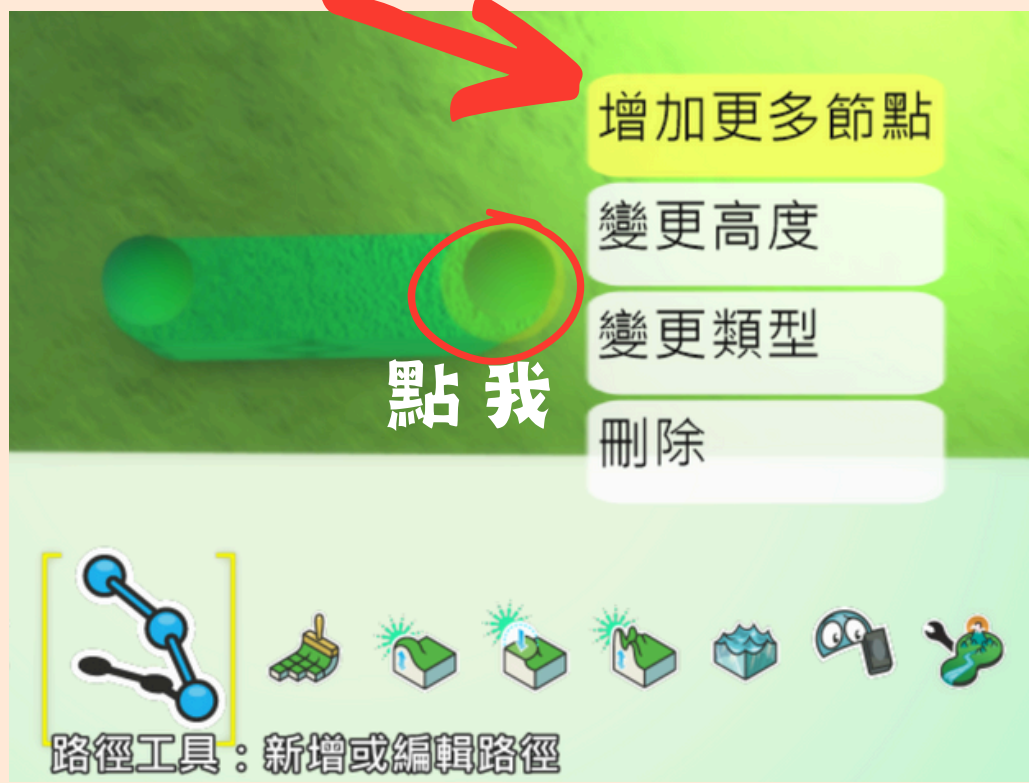 增加更多節點
變更高度
變更類型
刪除
點我
路徑工具：新增或編輯路徑